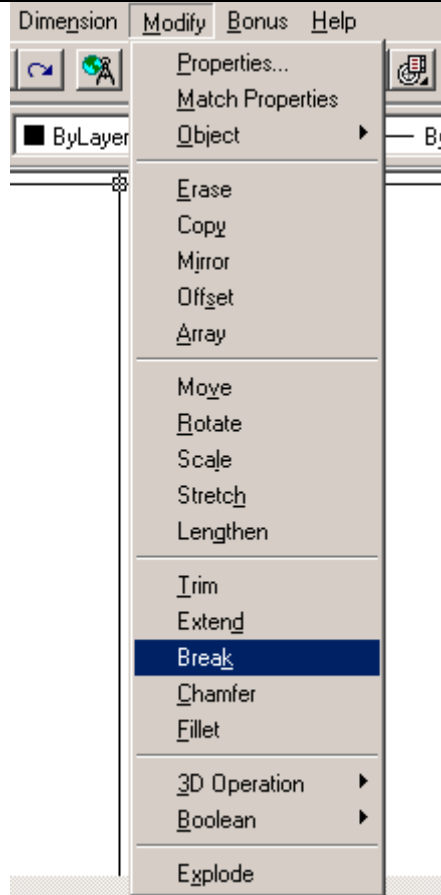 Dimension Modify Bonus Help
Properties...
Match Properties
ByLayer
Object
By
Erase
Copy
Mirror
Offset
Array
Move
Rotate
Scale
Stretch
Lengthen
Trim
Extend
Break
Chamfer
Fillet
3D Operation
Boolean
Explode